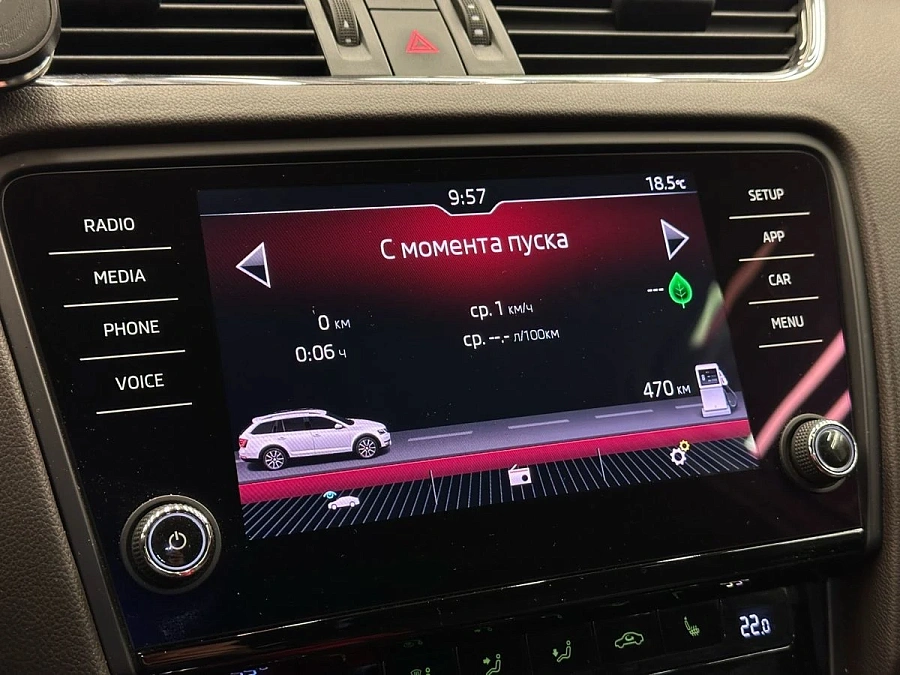 9:57
18.5°C
С момента пуска
0 км
0:06 ч
ср. 1 км/ч
ср. --.- л/100км
---
470 км
RADIO
MEDIA
PHONE
VOICE
SETUP
APP
CAR
MENU
22.0